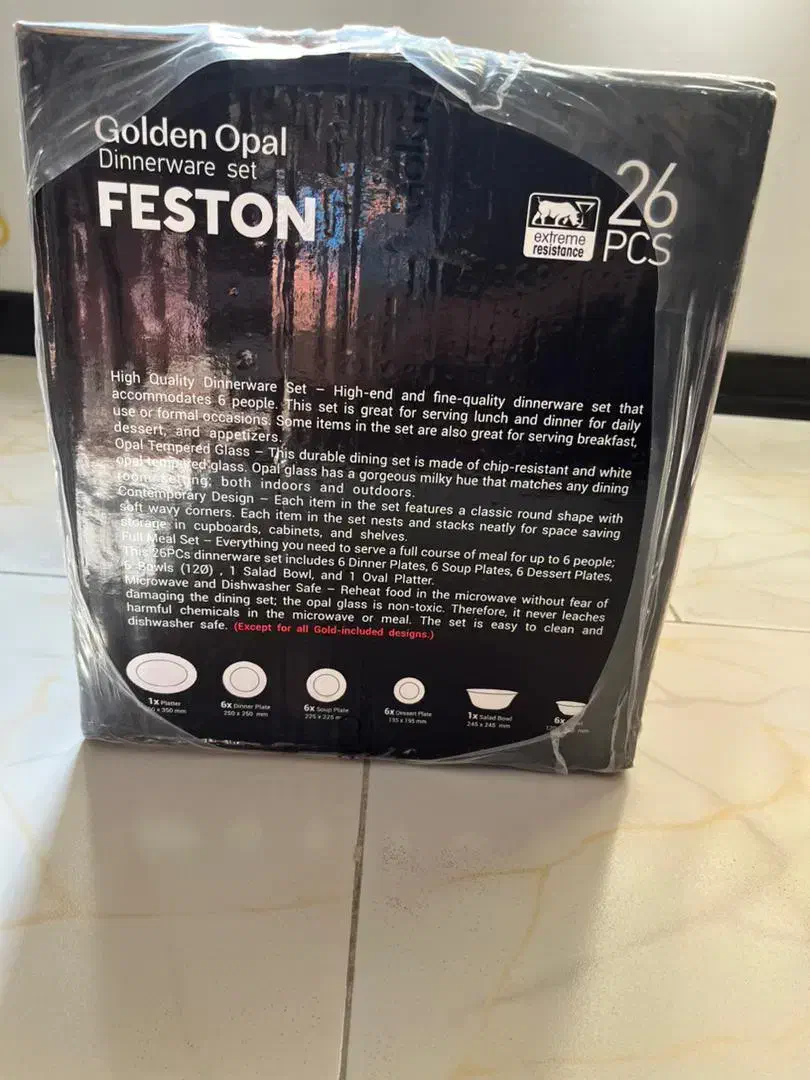 Golden Opal
Dinnerware set
FESTON
26
PCS
extreme
resistance
High Quality Dinnerware Set – High-end and fine-quality dinnerware set that
accommodates 6 people. This set is great for serving lunch and dinner for daily
use or formal occasions. Some items in the set are also great for serving breakfast,
dessert, and appetizers.
Opal Tempered Glass – This durable dining set is made of chip-resistant and white
opal tempered glass. Opal glass has a gorgeous milky hue that matches any dining
room setting; both indoors and outdoors.
Contemporary Design – Each item in the set features a classic round shape with
soft wavy corners. Each item in the set nests and stacks neatly for space saving
storage in cupboards, cabinets, and shelves.
Full Meal Set – Everything you need to serve a full course of meal for up to 6 people;
This 26PCs dinnerware set includes 6 Dinner Plates, 6 Soup Plates, 6 Dessert Plates,
6 Bowls (12Ø) , 1 Salad Bowl, and 1 Oval Platter.
Microwave and Dishwasher Safe – Reheat food in the microwave without fear of
damaging the dining set; the opal glass is non-toxic. Therefore, it never leaches
harmful chemicals in the microwave or meal. The set is easy to clean and
dishwasher safe. (Except for all Gold-included designs.)
1x Platter
x 350 mm
6x Dinner Plate
250 x 250 mm
6x Soup Plate
225 x 225 m
6x Dessert Plate
195 x 195 mm
1x Salad Bowl
245 x 245 mm
6x
mm